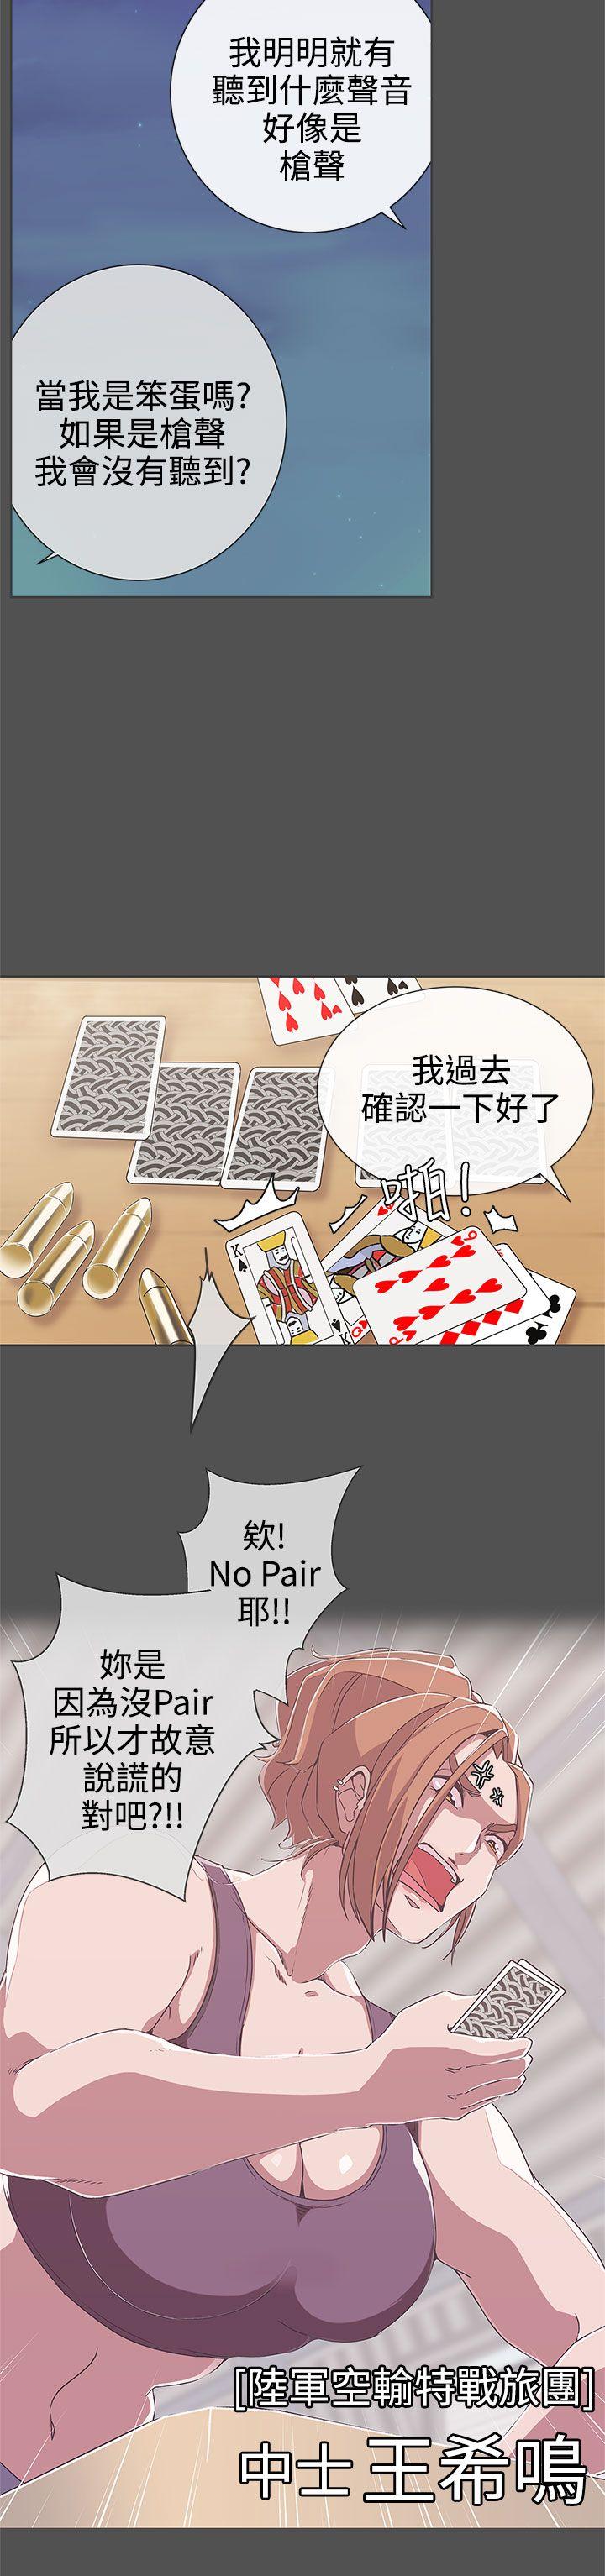 我明明就有
聽到什麼聲音
好像是
槍聲
當我是笨蛋嗎?
如果是槍聲
我會沒有聽到?
我過去
確認一下好了
啪!
K
Q
9
欸!
No Pair
耶!!
妳是
因為沒Pair
所以才故意
說謊的
對吧?!!
[陸軍空輸特戰旅團]
中士 王希鳴